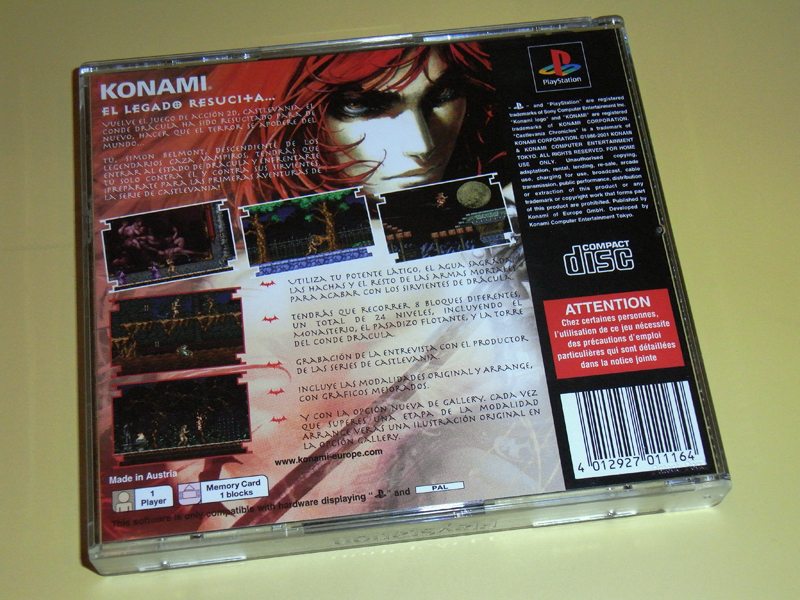 KONAMI
EL LEGADO RESUCITA...
VUELVE EL JUEGO DE ACCIÓN 2D, CASTLEVANIA. EL
CONDE DRÁCULA HA SIDO RESUCITADO PARA, DE
NUEVO, HACER QUE EL TERROR SE APODERE DEL
MUNDO...
TÚ, SIMON BELMONT, DESCENDIENTE DE LOS
LEGENDARIOS CAZA VAMPIROS, TENDRÁS QUE
ENTRAR AL ESTADO DE DRÁCULA Y ENFRENTARTE
TÚ SOLO CONTRA ÉL Y CONTRA SUS SIRVIENTES.
¡PREPÁRATE PARA LAS PRIMERAS AVENTURAS DE
LA SERIE DE CASTLEVANIA!
UTILIZA TU POTENTE LÁTIGO, EL AGUA SAGRADA,
LAS HACHAS Y EL RESTO DE LAS ARMAS MORTALES
PARA ACABAR CON LOS SIRVIENTES DE DRÁCULA.
TENDRÁS QUE RECORRER 8 BLOQUES DIFERENTES,
UN TOTAL DE 24 NIVELES, INCLUYENDO EL
MONASTERIO, EL PASADIZO FLOTANTE, Y LA TORRE
DEL CONDE DRÁCULA.
GRABACIÓN DE LA ENTREVISTA CON EL PRODUCTOR
DE LAS SERIES DE CASTLEVANIA.
INCLUYE LAS MODALIDADES ORIGINAL Y ARRANGE,
CON GRÁFICOS MEJORADOS.
Y CON LA OPCIÓN NUEVA DE GALLERY. CADA VEZ
QUE SUPERES UNA ETAPA DE LA MODALIDAD
ARRANGE VERÁS UNA ILUSTRACIÓN ORIGINAL EN
LA OPCIÓN GALLERY.
www.konami-europe.com
Made in Austria
1
Player
Memory Card
1 blocks
This software is only compatible with hardware displaying " " and
PAL
PlayStation
" " and "PlayStation" are registered
trademarks of Sony Computer Entertainment Inc.
"Konami logo" and "KONAMI" are registered
trademarks of KONAMI CORPORATION.
"Castlevania Chronicles" is a trademark of
KONAMI CORPORATION. ©1986-2001 KONAMI
& KONAMI COMPUTER ENTERTAINMENT
TOKYO. ALL RIGHTS RESERVED. FOR HOME
USE ONLY. Unauthorised copying,
adaptation, rental, lending, re-sale, arcade
use, charging for use, broadcast, cable
transmission, public performance, distribution
or extraction of this product or any
trademark or copyright work that forms part
of this product are prohibited. Published by
Konami of Europe GmbH. Developed by
Konami Computer Entertainment Tokyo.
COMPACT
disc
ATTENTION
Chez certaines personnes,
l'utilisation de ce jeu nécessite
des précautions d'emploi
particulières qui sont détaillées
dans la notice jointe
4 012927 011164